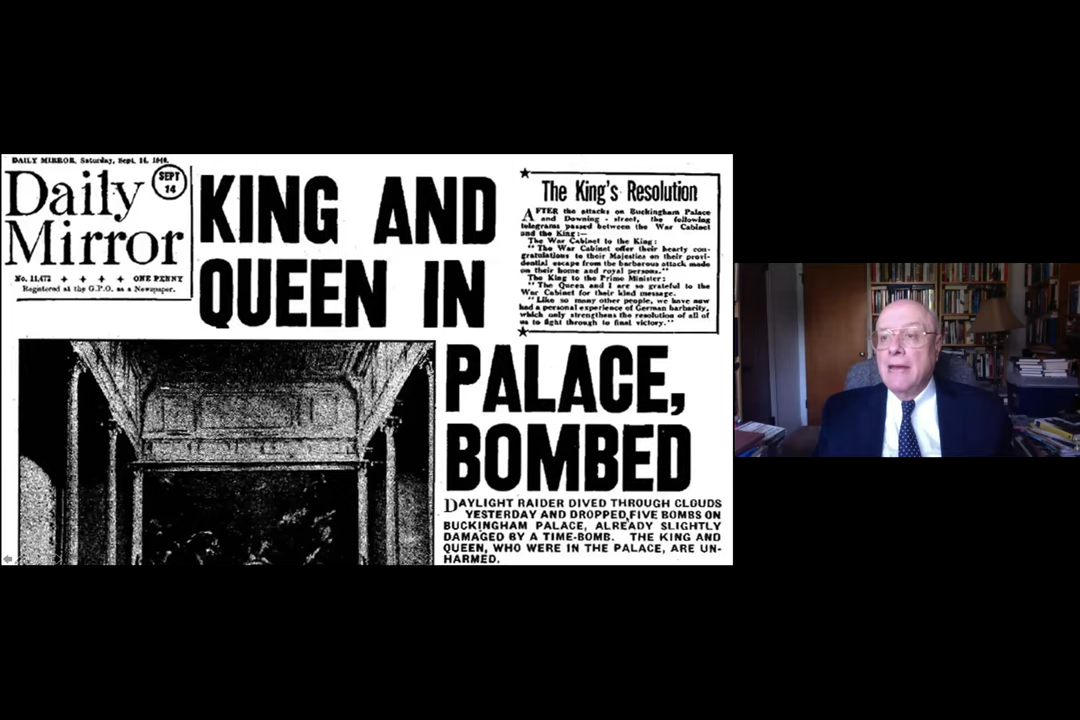 DAILY MIRROR, Saturday, Sept. 14, 1940.
Daily
Mirror
SEPT
14
No. 11,472 + + + + ONE PENNY
Registered at the G.P.O. as a Newspaper.
KING AND
QUEEN IN
The King's Resolution
AFTER the attacks on Buckingham Palace
and Downing-street, the following
telegrams passed between the War Cabinet
and the King:—
The War Cabinet to the King:
"The War Cabinet offer their hearty con-
gratulations to their Majesties on their provi-
dential escape from the barbarous attack made
on their home and royal persons."
The King to the Prime Minister:
"The Queen and I are so grateful to the
War Cabinet for their kind message.
"Like so many other people, we have now
had a personal experience of German barbarity,
which only strengthens the resolution of all of
us to fight through to final victory."
PALACE,
BOMBED
DAYLIGHT RAIDER DIVED THROUGH CLOUDS
YESTERDAY AND DROPPED FIVE BOMBS ON
BUCKINGHAM PALACE, ALREADY SLIGHTLY
DAMAGED BY A TIME-BOMB. THE KING AND
QUEEN, WHO WERE IN THE PALACE, ARE UN-
HARMED.